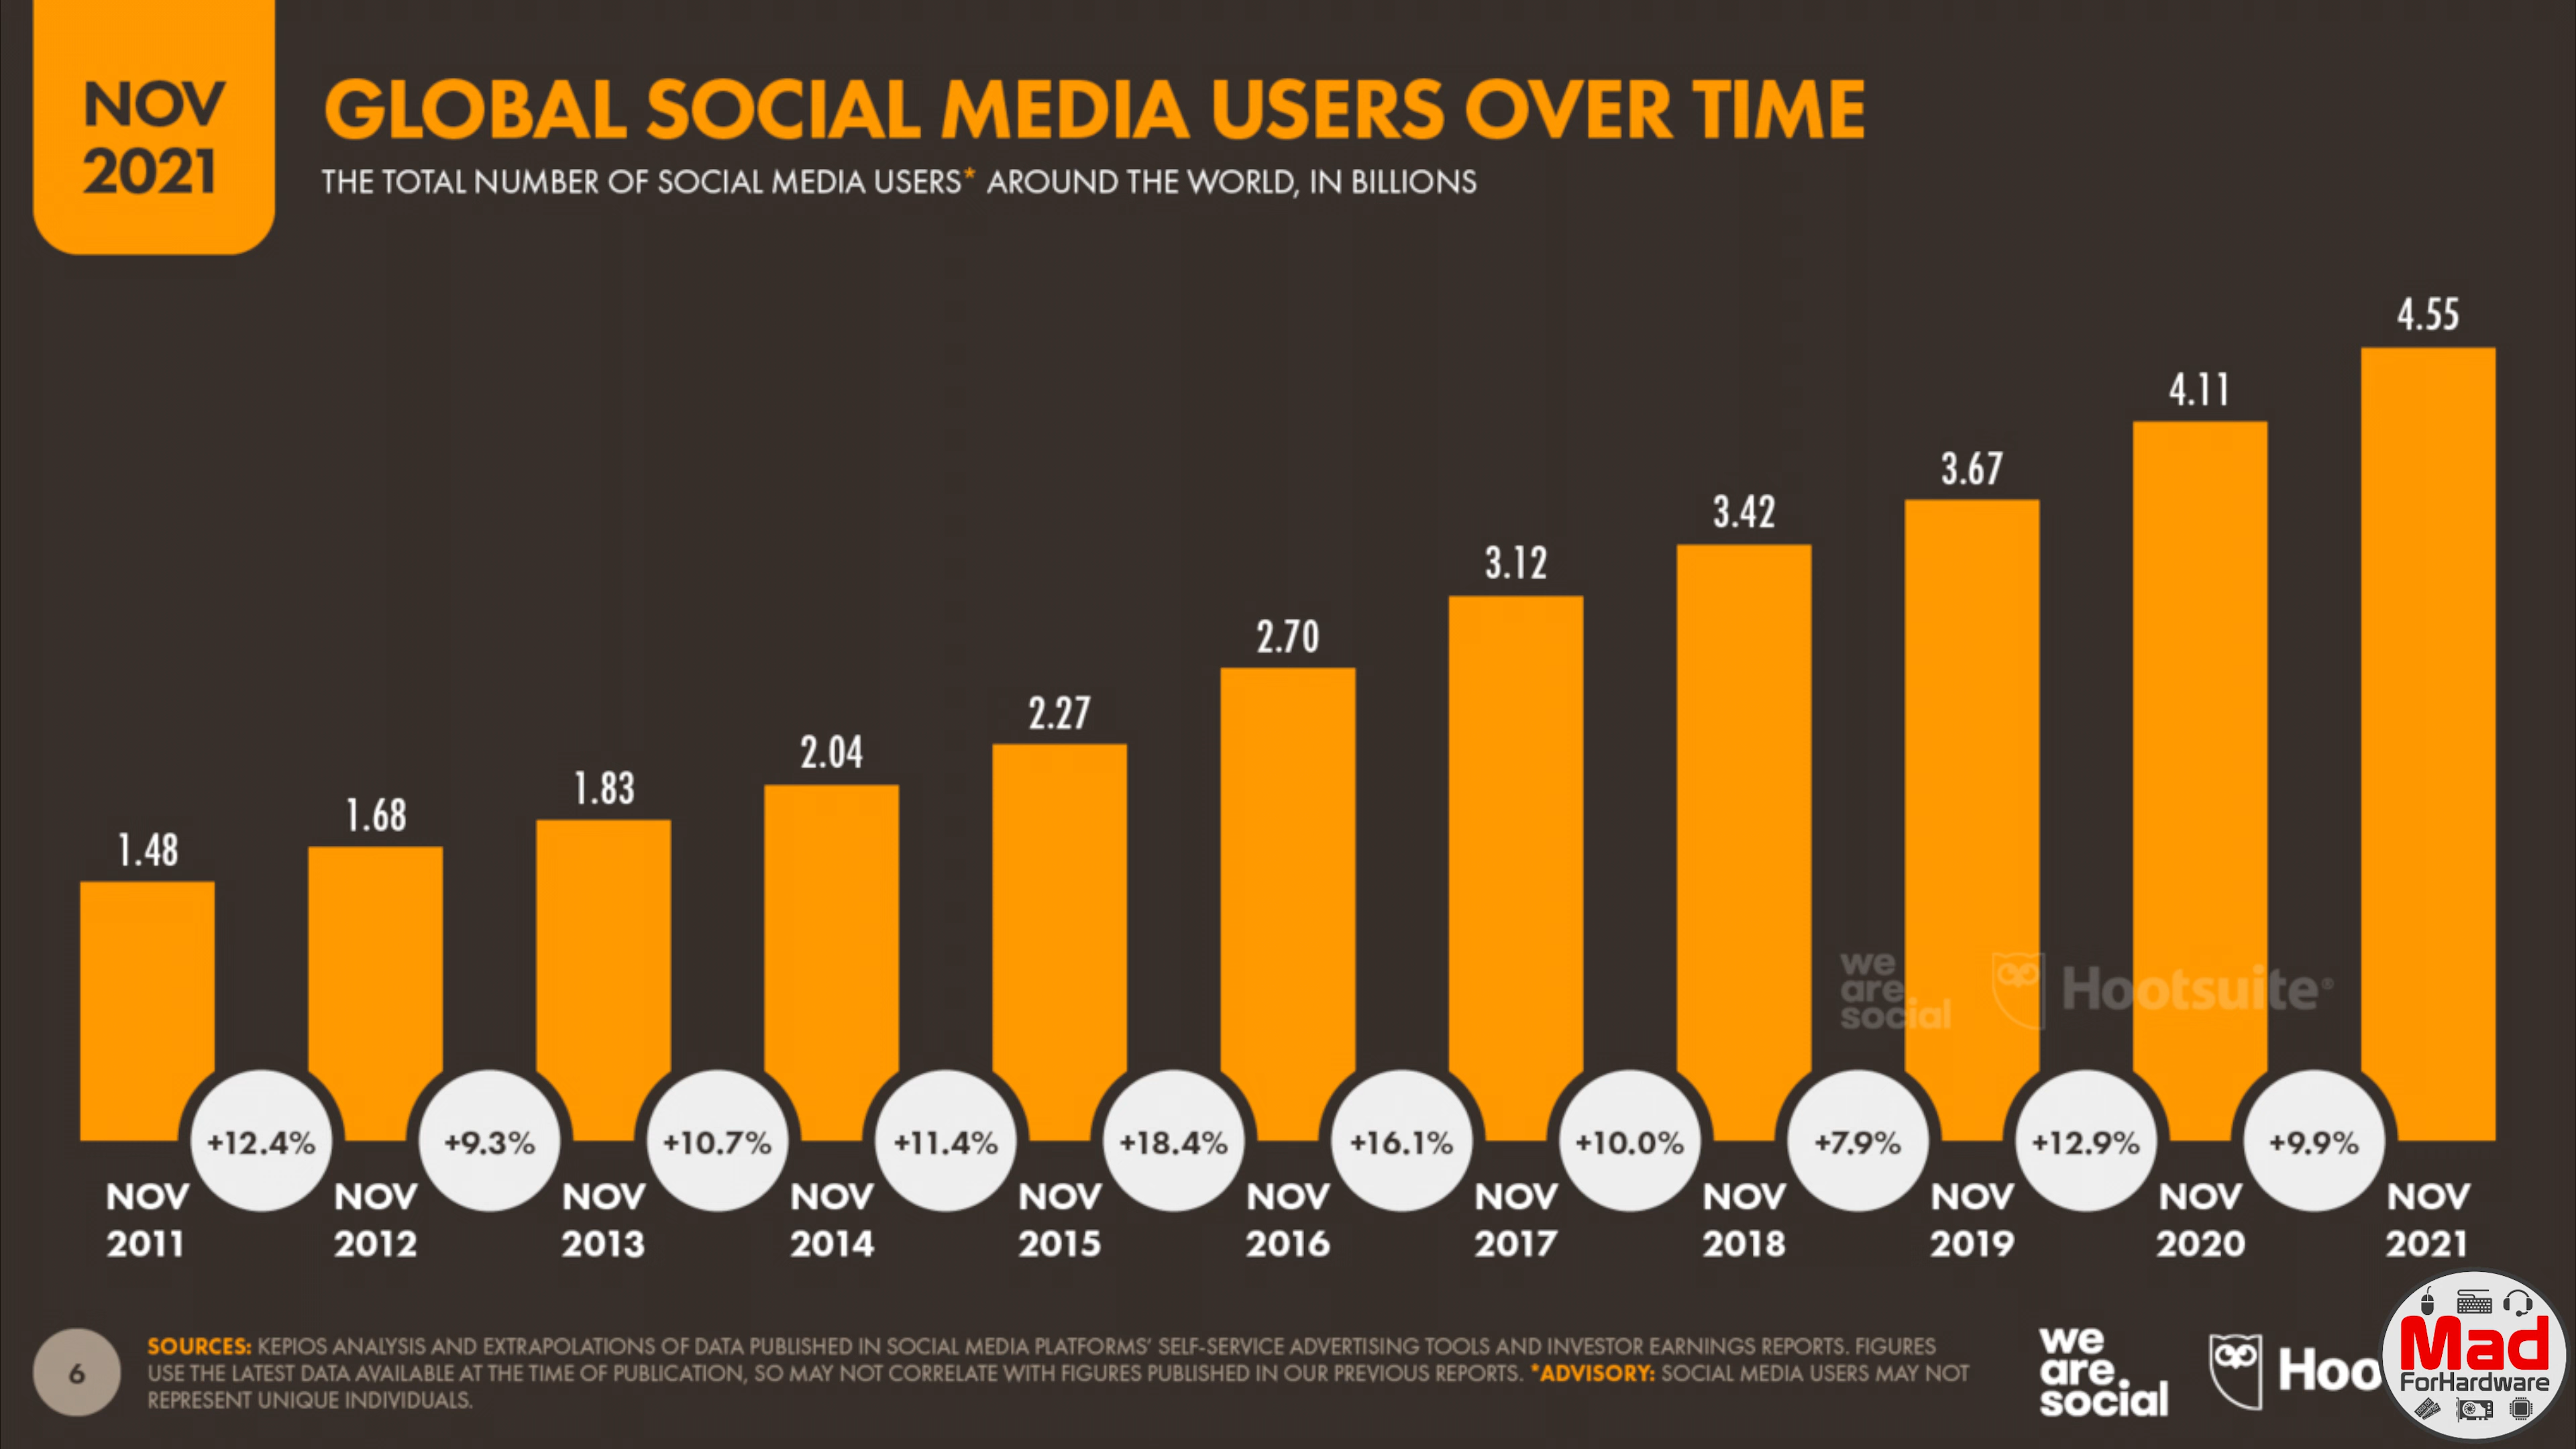 NOV
2021
GLOBAL SOCIAL MEDIA USERS OVER TIME
THE TOTAL NUMBER OF SOCIAL MEDIA USERS* AROUND THE WORLD, IN BILLIONS
1.48
1.68
1.83
2.04
2.27
2.70
3.12
3.42
3.67
4.11
4.55
we
are.
social
Hootsuite®
+12.4%
+9.3%
+10.7%
+11.4%
+18.4%
+16.1%
+10.0%
+7.9%
+12.9%
+9.9%
NOV
2011
NOV
2012
NOV
2013
NOV
2014
NOV
2015
NOV
2016
NOV
2017
NOV
2018
NOV
2019
NOV
2020
NOV
2021
6
SOURCES: KEPIOS ANALYSIS AND EXTRAPOLATIONS OF DATA PUBLISHED IN SOCIAL MEDIA PLATFORMS' SELF-SERVICE ADVERTISING TOOLS AND INVESTOR EARNINGS REPORTS. FIGURES
USE THE LATEST DATA AVAILABLE AT THE TIME OF PUBLICATION, SO MAY NOT CORRELATE WITH FIGURES PUBLISHED IN OUR PREVIOUS REPORTS. *ADVISORY: SOCIAL MEDIA USERS MAY NOT
REPRESENT UNIQUE INDIVIDUALS.
we
are.
social
Hoo
Mad
ForHardware